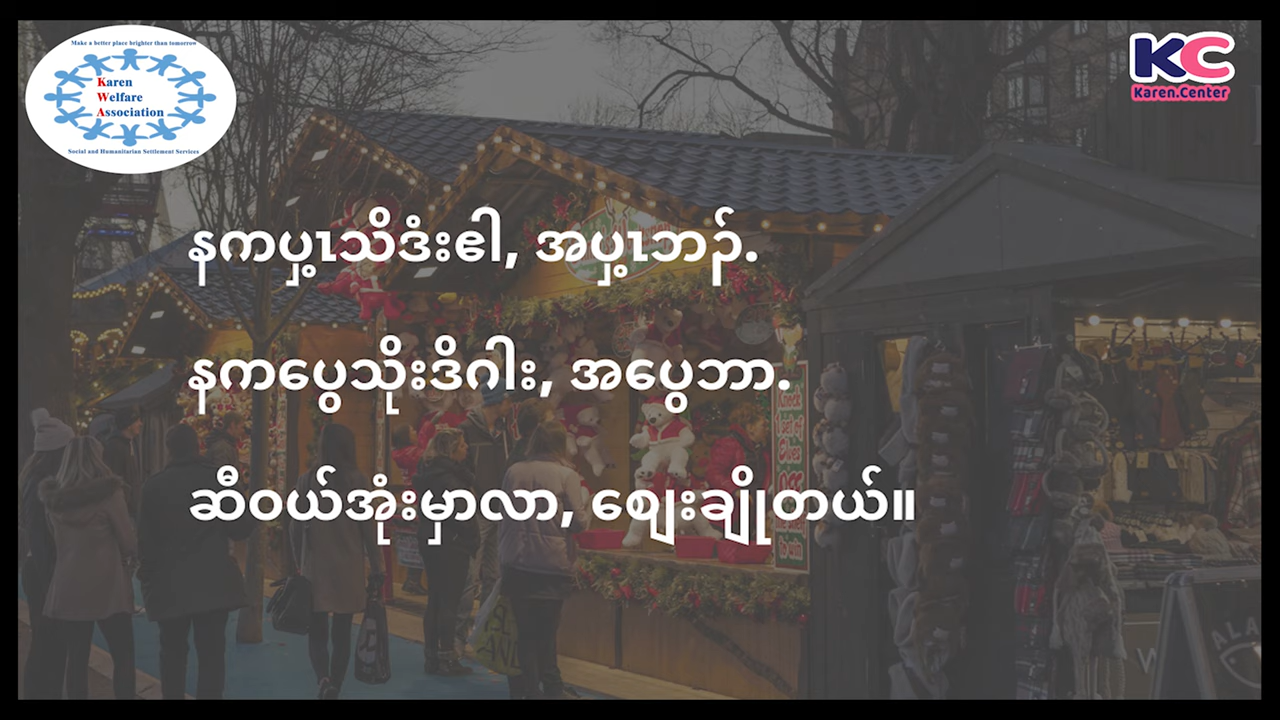 Make a better place brighter than tomorrow
Karen
Welfare
Association
Social and Humanitarian Settlement Services
KC
Karen.Center
နကပှ့ၤသိဒံးဧါ, အပှ့ၤဘၣ်.
နကပွေသိုးဒိဂါး, အပွေဘာ.
ဆီဝယ်အုံးမှာလာ, ဈေးချိုတယ်။